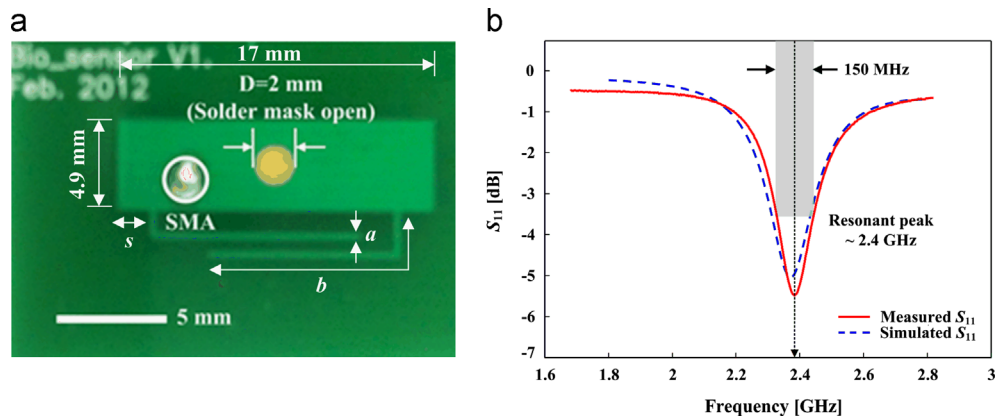 a
Bio_sensor V1.
Feb. 2012
17 mm
D=2 mm
(Solder mask open)
4.9 mm
SMA
s
a
b
5 mm
b
150 MHz
0
-1
-2
-3
-4
-5
-6
-7
S11 [dB]
Resonant peak
~ 2.4 GHz
Measured S11
Simulated S11
1.6
1.8
2
2.2
2.4
2.6
2.8
3
Frequency [GHz]